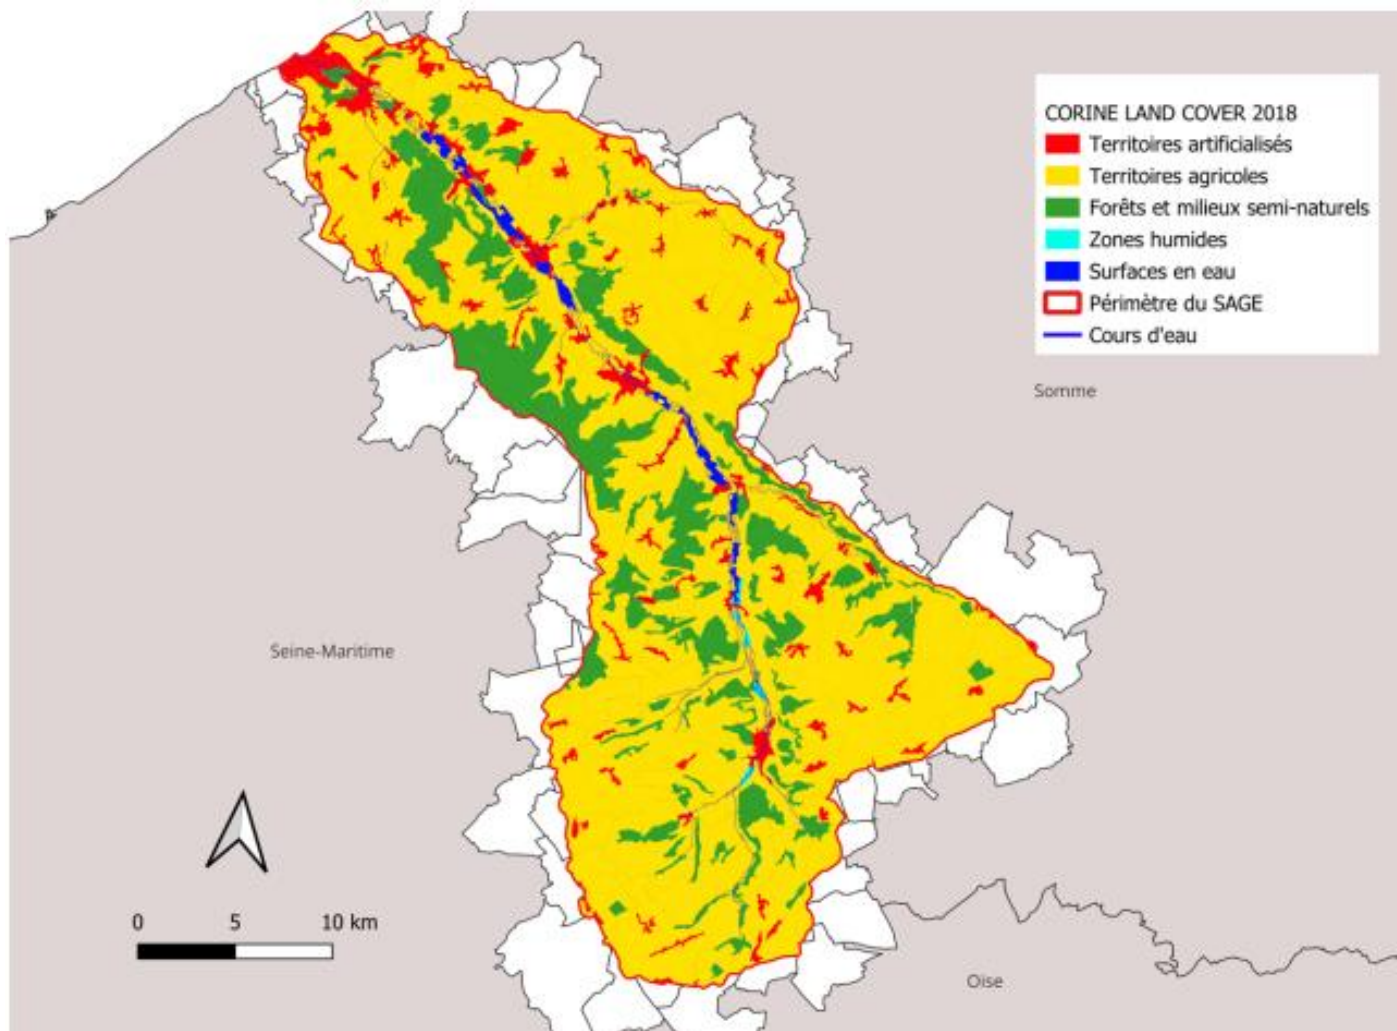 CORINE LAND COVER 2018
Territoires artificialisés
Territoires agricoles
Forêts et milieux semi-naturels
Zones humides
Surfaces en eau
Périmètre du SAGE
Cours d'eau
Somme
Seine-Maritime
0 5 10 km
Oise